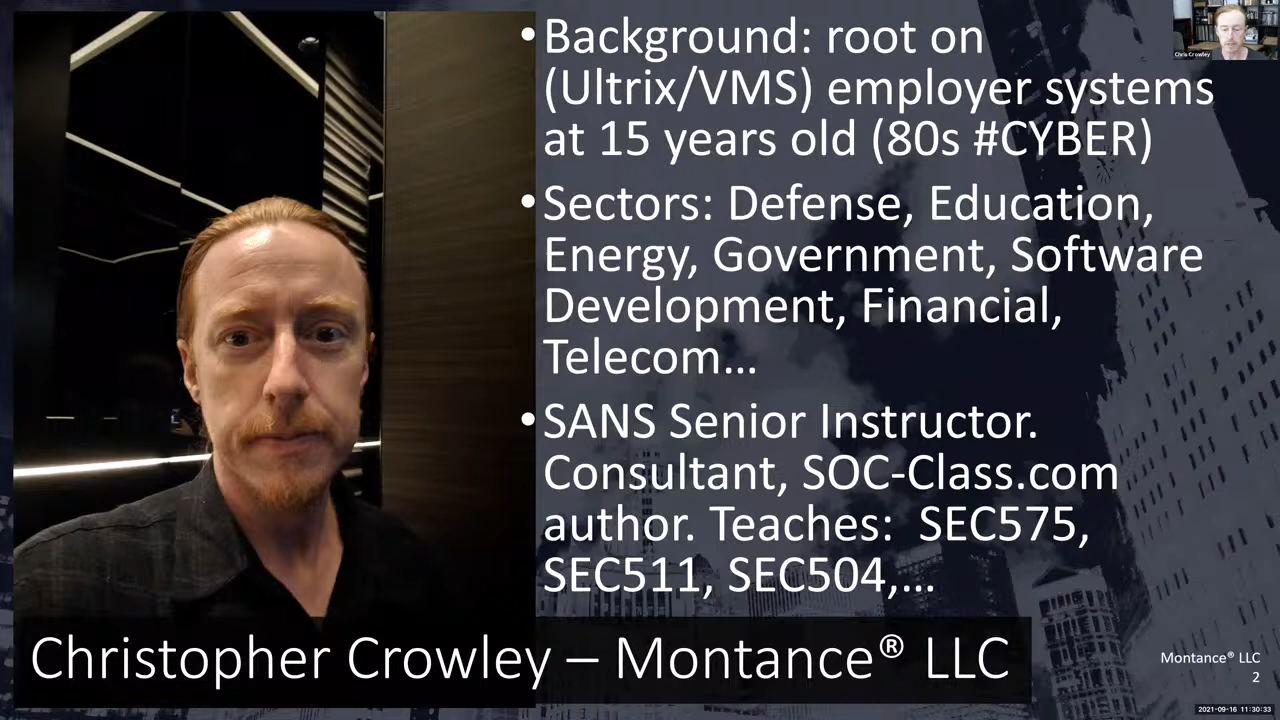 • Background: root on
(Ultrix/VMS) employer systems
at 15 years old (80s #CYBER)
• Sectors: Defense, Education,
Energy, Government, Software
Development, Financial,
Telecom…
• SANS Senior Instructor.
Consultant, SOC-Class.com
author. Teaches:  SEC575,
SEC511, SEC504,…
Christopher Crowley – Montance® LLC
Chris Crowley
Montance® LLC
2
2021-09-16 11:30:33